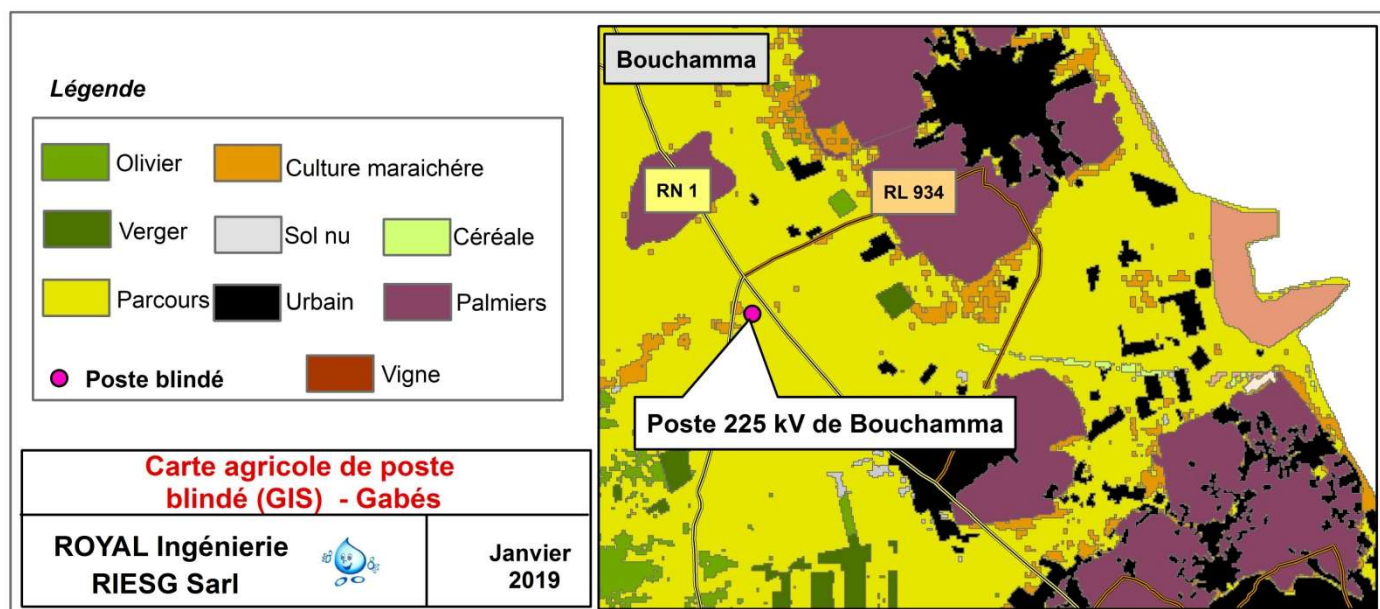 Légende
Olivier
Culture maraichére
Verger
Sol nu
Céréale
Parcours
Urbain
Palmiers
Poste blindé
Vigne
Carte agricole de poste
blindé (GIS) - Gabés
ROYAL Ingénierie
RIESG Sarl
Janvier
2019
Bouchamma
RN 1
RL 934
Poste 225 kV de Bouchamma